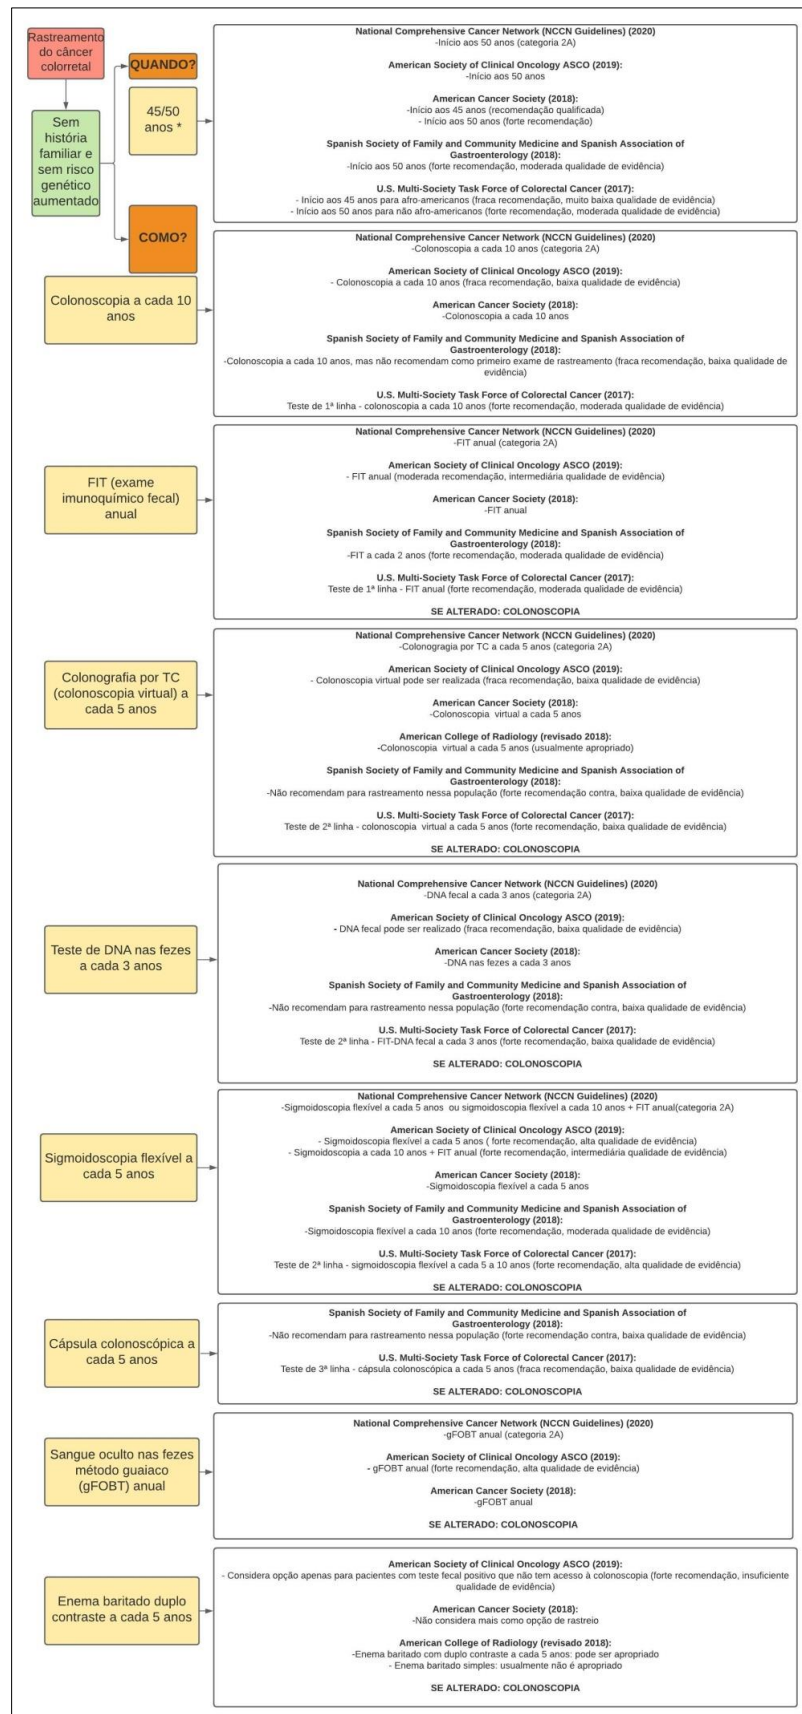 Rastreamento
do câncer
colorretal
Sem
história
familiar e
sem risco
genético
aumentado
QUANDO?
45/50
anos *
National Comprehensive Cancer Network (NCCN Guidelines) (2020)
-Início aos 50 anos (categoria 2A)
American Society of Clinical Oncology ASCO (2019):
-Início aos 50 anos
American Cancer Society (2018):
-Início aos 45 anos (recomendação qualificada)
- Início aos 50 anos (forte recomendação)
Spanish Society of Family and Community Medicine and Spanish Association of
Gastroenterology (2018):
-Início aos 50 anos (forte recomendação, moderada qualidade de evidência)
U.S. Multi-Society Task Force of Colorectal Cancer (2017):
- Início aos 45 anos para afro-americanos (fraca recomendação, muito baixa qualidade de evidência)
- Início aos 50 anos para não afro-americanos (forte recomendação, moderada qualidade de evidência)
COMO?
Colonoscopia a cada 10
anos
National Comprehensive Cancer Network (NCCN Guidelines) (2020)
-Colonoscopia a cada 10 anos (categoria 2A)
American Society of Clinical Oncology ASCO (2019):
- Colonoscopia a cada 10 anos (fraca recomendação, baixa qualidade de evidência)
American Cancer Society (2018):
-Colonoscopia a cada 10 anos
Spanish Society of Family and Community Medicine and Spanish Association of
Gastroenterology (2018):
-Colonoscopia a cada 10 anos, mas não recomendam como primeiro exame de rastreamento (fraca recomendação, baixa qualidade de
evidência)
U.S. Multi-Society Task Force of Colorectal Cancer (2017):
Teste de 1ª linha - colonoscopia a cada 10 anos (forte recomendação, moderada qualidade de evidência)
FIT (exame
imunoquímico fecal)
anual
National Comprehensive Cancer Network (NCCN Guidelines) (2020)
-FIT anual (categoria 2A)
American Society of Clinical Oncology ASCO (2019):
- FIT anual (moderada recomendação, intermediária qualidade de evidência)
American Cancer Society (2018):
-FIT anual
Spanish Society of Family and Community Medicine and Spanish Association of
Gastroenterology (2018):
-FIT a cada 2 anos (forte recomendação, moderada qualidade de evidência)
U.S. Multi-Society Task Force of Colorectal Cancer (2017):
Teste de 1ª linha - FIT anual (forte recomendação, moderada qualidade de evidência)
SE ALTERADO: COLONOSCOPIA
Colonografia por TC
(colonoscopia virtual) a
cada 5 anos
National Comprehensive Cancer Network (NCCN Guidelines) (2020)
-Colonogragia por TC a cada 5 anos (categoria 2A)
American Society of Clinical Oncology ASCO (2019):
- Colonoscopia virtual pode ser realizada (fraca recomendação, baixa qualidade de evidência)
American Cancer Society (2018):
-Colonoscopia virtual a cada 5 anos
American College of Radiology (revisado 2018):
-Colonoscopia virtual a cada 5 anos (usualmente apropriado)
Spanish Society of Family and Community Medicine and Spanish Association of
Gastroenterology (2018):
-Não recomendam para rastreamento nessa população (forte recomendação contra, baixa qualidade de evidência)
U.S. Multi-Society Task Force of Colorectal Cancer (2017):
Teste de 2ª linha - colonoscopia virtual a cada 5 anos (forte recomendação, baixa qualidade de evidência)
SE ALTERADO: COLONOSCOPIA
Teste de DNA nas fezes
a cada 3 anos
National Comprehensive Cancer Network (NCCN Guidelines) (2020)
-DNA fecal a cada 3 anos (categoria 2A)
American Society of Clinical Oncology ASCO (2019):
- DNA fecal pode ser realizado (fraca recomendação, baixa qualidade de evidência)
American Cancer Society (2018):
-DNA nas fezes a cada 3 anos
Spanish Society of Family and Community Medicine and Spanish Association of
Gastroenterology (2018):
-Não recomendam para rastreamento nessa população (forte recomendação contra, baixa qualidade de evidência)
U.S. Multi-Society Task Force of Colorectal Cancer (2017):
Teste de 2ª linha - FIT-DNA fecal a cada 3 anos (forte recomendação, baixa qualidade de evidência)
SE ALTERADO: COLONOSCOPIA
Sigmoidoscopia flexível a
cada 5 anos
National Comprehensive Cancer Network (NCCN Guidelines) (2020)
-Sigmoidoscopia flexível a cada 5 anos ou sigmoidoscopia flexível a cada 10 anos + FIT anual(categoria 2A)
American Society of Clinical Oncology ASCO (2019):
- Sigmoidoscopia flexível a cada 5 anos ( forte recomendação, alta qualidade de evidência)
- Sigmoidoscopia a cada 10 anos + FIT anual (forte recomendação, intermediária qualidade de evidência)
American Cancer Society (2018):
-Sigmoidoscopia flexível a cada 5 anos
Spanish Society of Family and Community Medicine and Spanish Association of
Gastroenterology (2018):
-Sigmoidoscopia flexível a cada 10 anos (forte recomendação, moderada qualidade de evidência)
U.S. Multi-Society Task Force of Colorectal Cancer (2017):
Teste de 2ª linha - sigmoidoscopia flexível a cada 5 a 10 anos (forte recomendação, alta qualidade de evidência)
SE ALTERADO: COLONOSCOPIA
Cápsula colonoscópica a
cada 5 anos
Spanish Society of Family and Community Medicine and Spanish Association of
Gastroenterology (2018):
-Não recomendam para rastreamento nessa população (forte recomendação contra, baixa qualidade de evidência)
U.S. Multi-Society Task Force of Colorectal Cancer (2017):
Teste de 3ª linha - cápsula colonoscópica a cada 5 anos (fraca recomendação, baixa qualidade de evidência)
SE ALTERADO: COLONOSCOPIA
Sangue oculto nas fezes
método guaiaco
(gFOBT) anual
National Comprehensive Cancer Network (NCCN Guidelines) (2020)
-gFOBT anual (categoria 2A)
American Society of Clinical Oncology ASCO (2019):
- gFOBT anual (forte recomendação, alta qualidade de evidência)
American Cancer Society (2018):
-gFOBT anual
SE ALTERADO: COLONOSCOPIA
Enema baritado duplo
contraste a cada 5 anos
American Society of Clinical Oncology ASCO (2019):
- Considera opção apenas para pacientes com teste fecal positivo que não tem acesso à colonoscopia (forte recomendação, insuficiente
qualidade de evidência)
American Cancer Society (2018):
-Não considera mais como opção de rastreio
American College of Radiology (revisado 2018):
-Enema baritado com duplo contraste a cada 5 anos: pode ser apropriado
- Enema baritado simples: usualmente não é apropriado
SE ALTERADO: COLONOSCOPIA